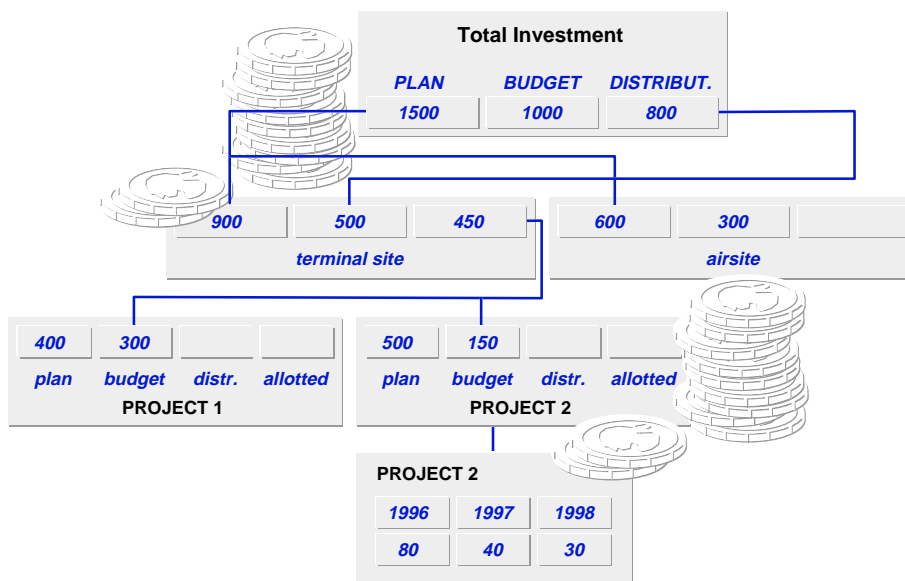 Total Investment
PLAN BUDGET DISTRIBUT.
1500 1000 800
900 500 450
terminal site
600 300
airsite
400 300
plan budget distr. allotted
PROJECT 1
500 150
plan budget distr. allotted
PROJECT 2
PROJECT 2
1996 1997 1998
80 40 30